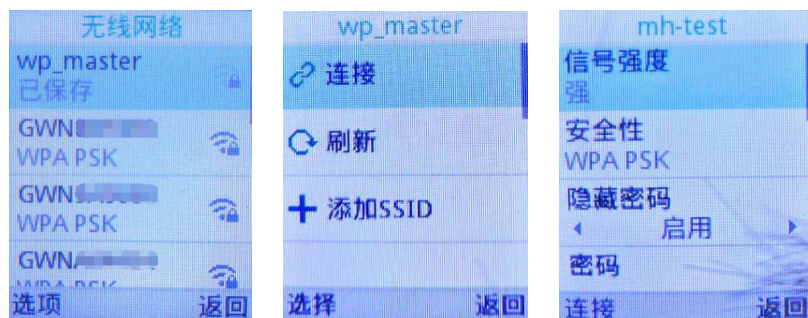 无线网络
wp_master
已保存
GWN
WPA PSK
GWN
WPA PSK
GWN
WPA PSK
选项
返回
wp_master
连接
刷新
添加SSID
选择
返回
mh-test
信号强度
强
安全性
WPA PSK
隐藏密码
启用
密码
连接
返回